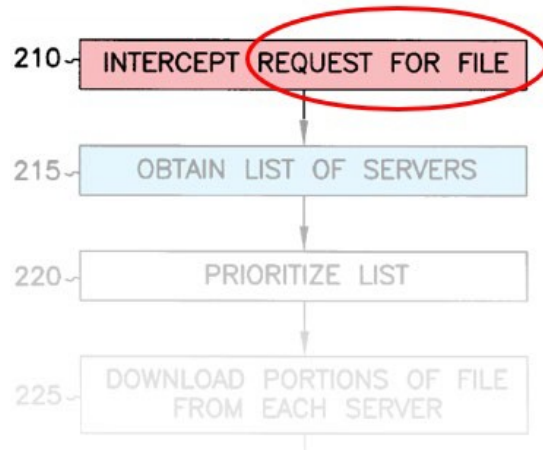 210 INTERCEPT REQUEST FOR FILE
215 OBTAIN LIST OF SERVERS
220 PRIORITIZE LIST
225 DOWNLOAD PORTIONS OF FILE
FROM EACH SERVER